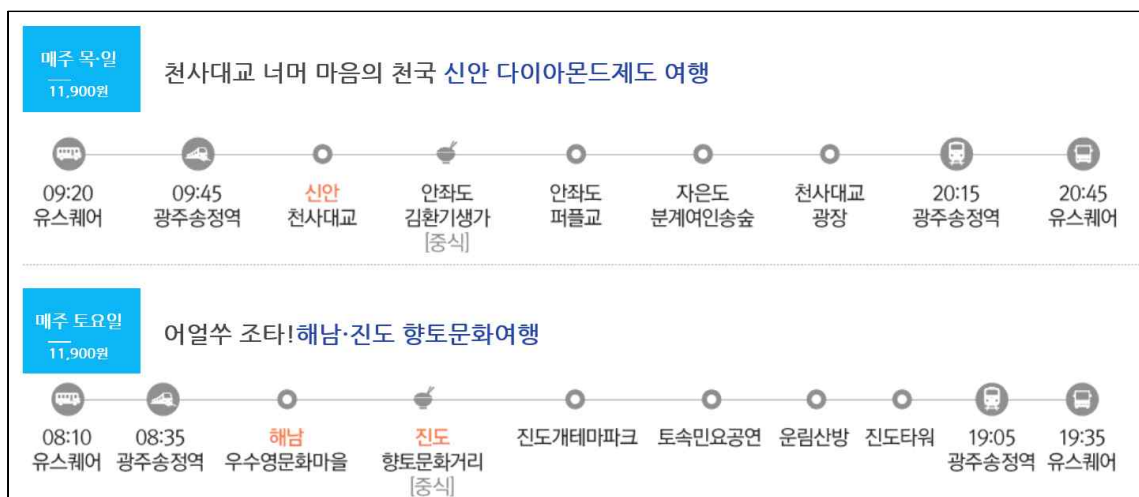 매주 목·일
11,900원
천사대교 너머 마음의 천국 신안 다이아몬드제도 여행
09:20
유스퀘어
09:45
광주송정역
신안
천사대교
안좌도
김환기생가
[중식]
안좌도
퍼플교
자은도
분계여인송숲
천사대교
광장
20:15
광주송정역
20:45
유스퀘어
매주 토요일
11,900원
어얼쑤 조타!해남·진도 향토문화여행
08:10
유스퀘어
08:35
광주송정역
해남
우수영문화마을
진도
향토문화거리
[중식]
진도개테마파크
토속민요공연
운림산방
진도타워
19:05
광주송정역
19:35
유스퀘어